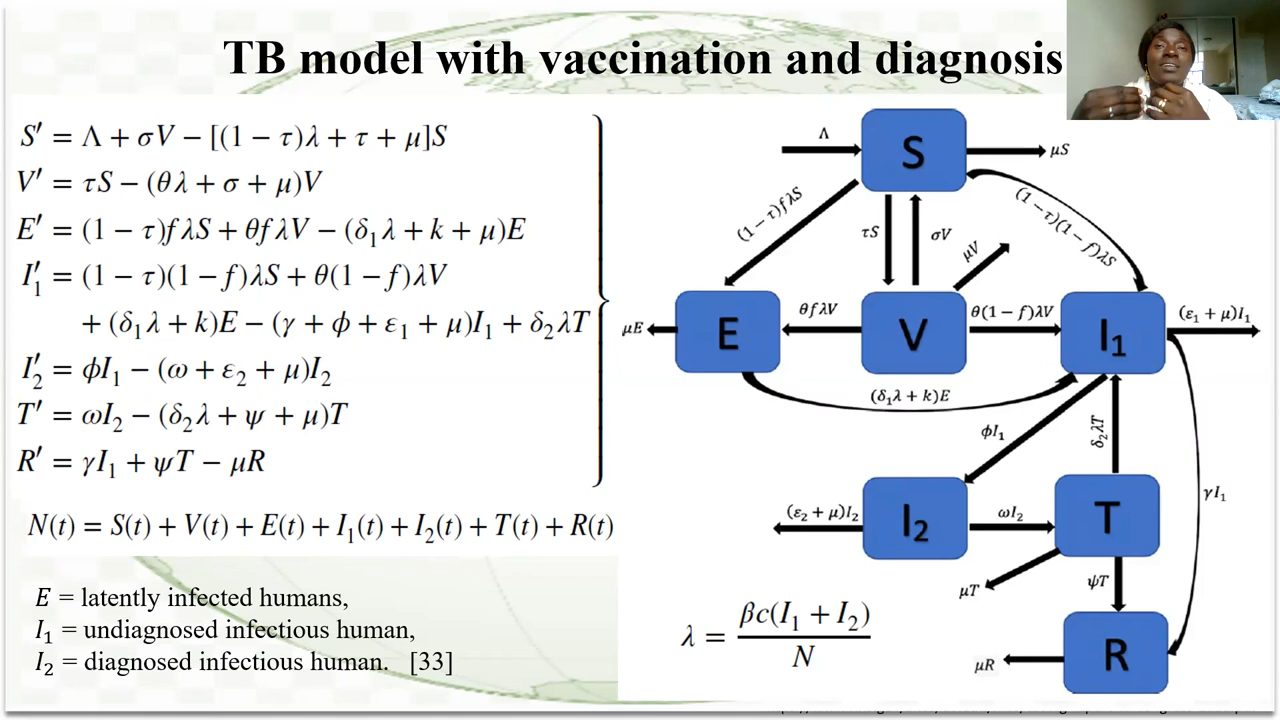 TB model with vaccination and diagnosis
S′ = Λ + σV − [(1 − τ)λ + τ + μ]S
V′ = τS − (θλ + σ + μ)V
E′ = (1 − τ)fλS + θfλV − (δ₁λ + k + μ)E
I₁′ = (1 − τ)(1 − f)λS + θ(1 − f)λV
+ (δ₁λ + k)E − (γ + ϕ + ε₁ + μ)I₁ + δ₂λT
I₂′ = ϕI₁ − (ω + ε₂ + μ)I₂
T′ = ωI₂ − (δ₂λ + ψ + μ)T
R′ = γI₁ + ψT − μR
N(t) = S(t) + V(t) + E(t) + I₁(t) + I₂(t) + T(t) + R(t)
E = latently infected humans,
I₁ = undiagnosed infectious human,
I₂ = diagnosed infectious human. [33]
Λ
S
μS
(1−τ)fλS
τS
σV
μV
(1−τ)(1−f)λS
μE
E
θfλV
V
θ(1−f)λV
I₁
(ε₁ + μ)I₁
(δ₁λ + k)E
ϕI₁
δ₂λT
γI₁
(ε₂ + μ)I₂
I₂
ωI₂
T
μT
ψT
μR
R
λ = βc(I₁ + I₂) / N